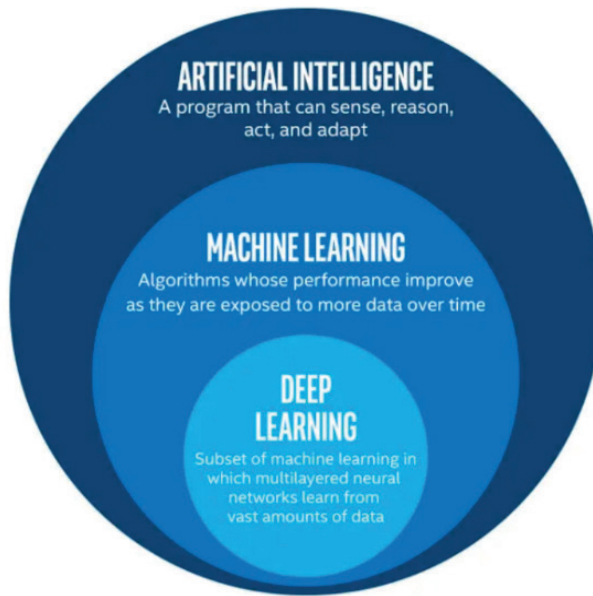 ARTIFICIAL INTELLIGENCE
A program that can sense, reason,
act, and adapt
MACHINE LEARNING
Algorithms whose performance improve
as they are exposed to more data over time
DEEP
LEARNING
Subset of machine learning in
which multilayered neural
networks learn from
vast amounts of data